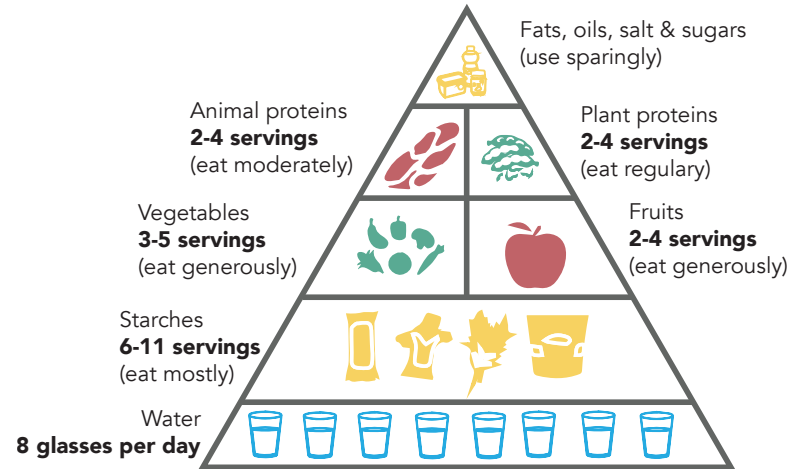 Fats, oils, salt & sugars
(use sparingly)
Animal proteins
2-4 servings
(eat moderately)
Plant proteins
2-4 servings
(eat regulary)
Vegetables
3-5 servings
(eat generously)
Fruits
2-4 servings
(eat generously)
Starches
6-11 servings
(eat mostly)
Water
8 glasses per day